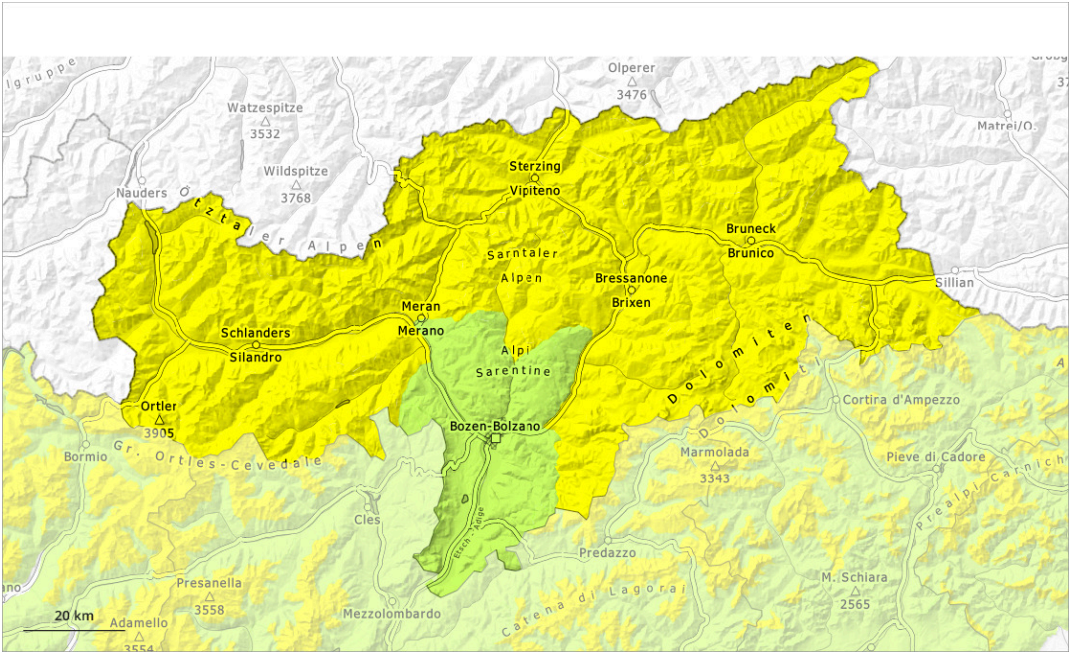 Olperer
3476
Watzespitze
3532
Matrei/O.
Wildspitze
3768
Nauders
Ötztaler Alpen
Sterzing
Vipiteno
Bruneck
Brunico
Sarntaler
Alpen
Bressanone
Brixen
Sillian
Meran
Merano
Schlanders
Silandro
Alpi
Sarentine
Dolomiten
Dolomiti
Ortler
3905
Cortira d'Ampezzo
Bozen-Bolzano
Gr. Ortles-Cevedale
Bormio
Marmolada
3343
Pieve di Cadore
Prealpi Carnich
Cles
Etsch - Adige
Predazzo
Presanella
3558
M. Schiara
2565
Catena di Lagorai
Mezzolombardo
20 km
Adamello
3554